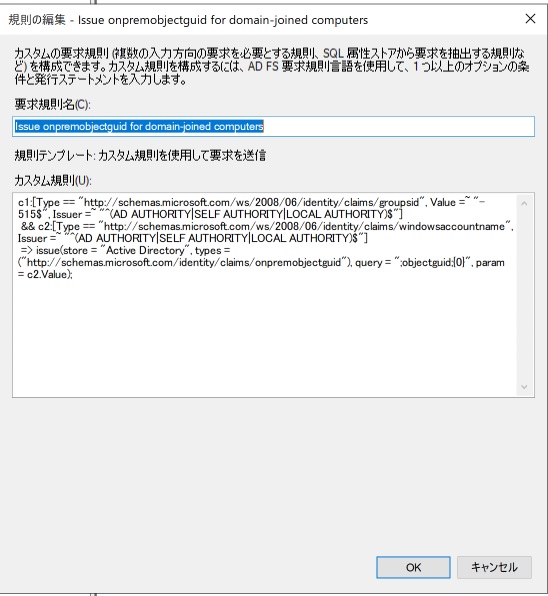 規則の編集 - Issue onpremobjectguid for domain-joined computers
カスタムの要求規則 (複数の入力方向の要求を必要とする規則、SQL 属性ストアから要求を抽出する規則な
ど) を構成できます。カスタム規則を構成するには、AD FS 要求規則言語を使用して、1 つ以上のオプションの条
件と発行ステートメントを入力します。
要求規則名(C):
Issue onpremobjectguid for domain-joined computers
規則テンプレート: カスタム規則を使用して要求を送信
カスタム規則(U):
c1:[Type == "http://schemas.microsoft.com/ws/2008/06/identity/claims/groupsid", Value =~ "-
515$", Issuer =~ "^(AD AUTHORITY|SELF AUTHORITY|LOCAL AUTHORITY)$"]
&& c2:[Type == "http://schemas.microsoft.com/ws/2008/06/identity/claims/windowsaccountname",
Issuer =~ "^(AD AUTHORITY|SELF AUTHORITY|LOCAL AUTHORITY)$"]
=> issue(store = "Active Directory", types =
("http://schemas.microsoft.com/identity/claims/onpremobjectguid"), query = ";objectguid;{0}", param
= c2.Value);
OK
キャンセル